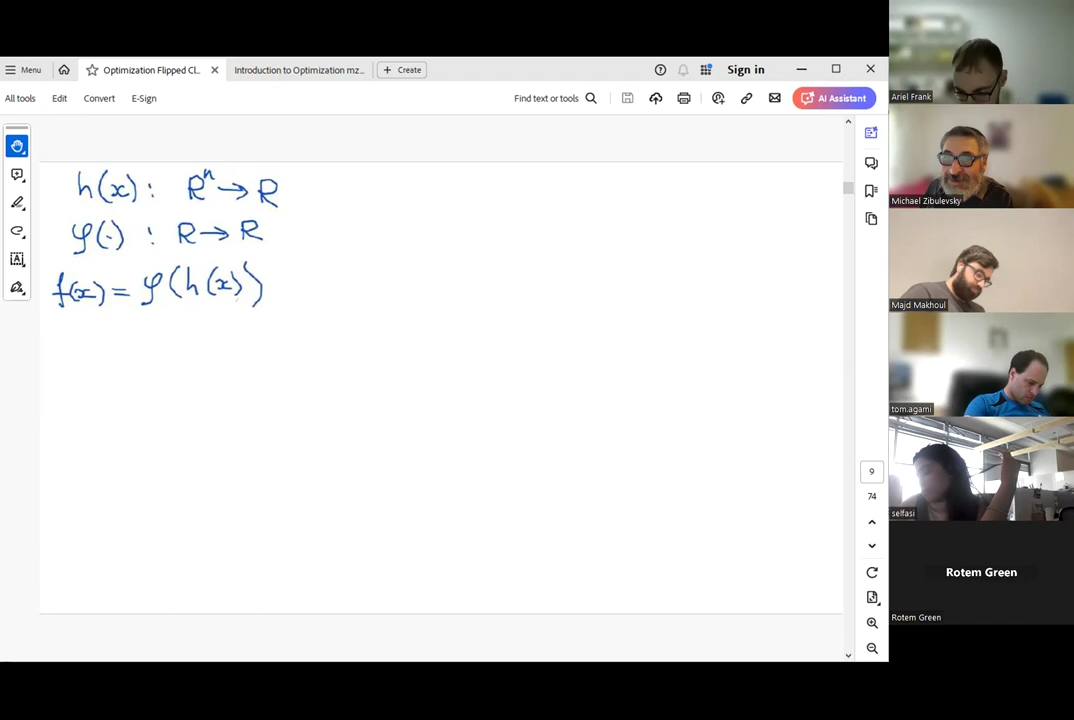 Menu
Optimization Flipped Cl...
Introduction to Optimization mz...
Create
Sign in
All tools
Edit
Convert
E-Sign
Find text or tools
AI Assistant
h(x) : Rⁿ → R
φ(·) : R → R
f(x) = φ(h(x))
9
74
Ariel Frank
Michael Zibulevsky
Majd Makhoul
tom.agami
selfasi
Rotem Green
Rotem Green